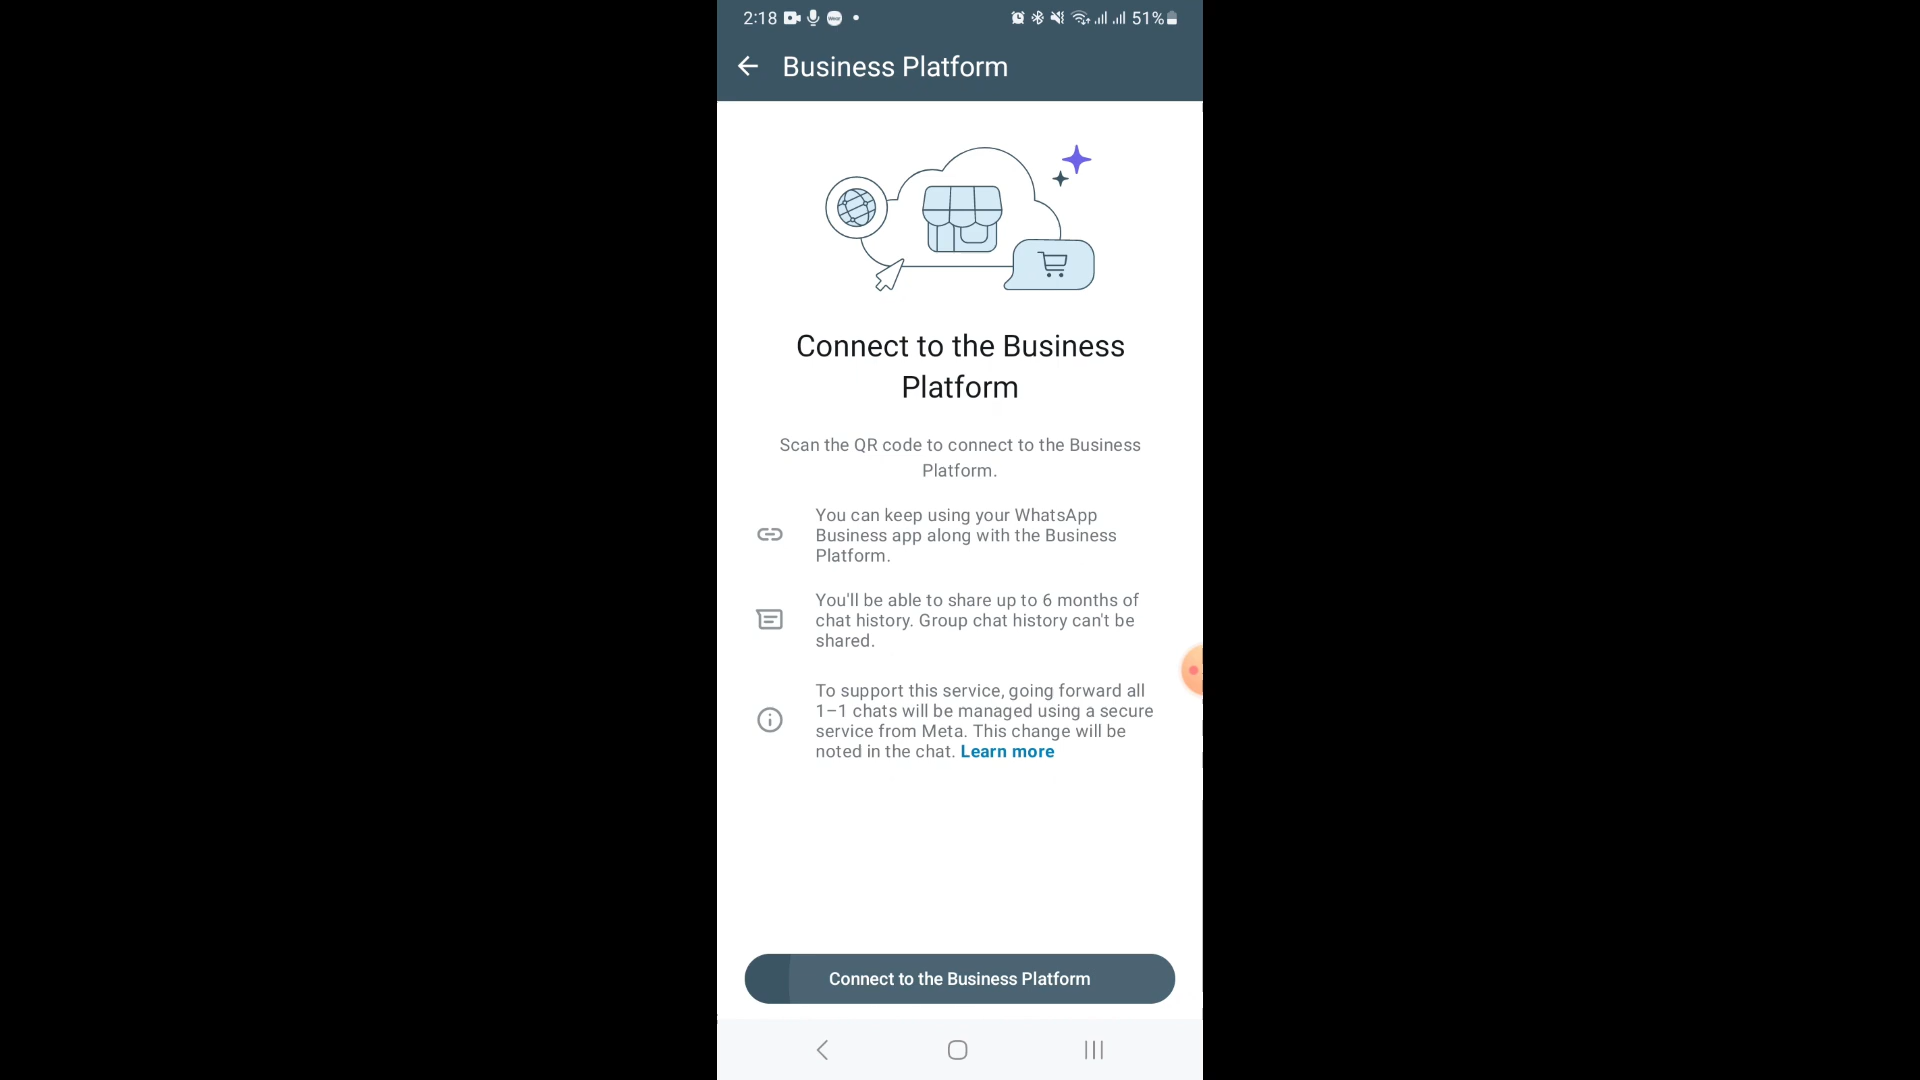 2:18
51%
Business Platform
Connect to the Business
Platform
Scan the QR code to connect to the Business
Platform.
You can keep using your WhatsApp
Business app along with the Business
Platform.
You'll be able to share up to 6 months of
chat history. Group chat history can't be
shared.
To support this service, going forward all
1–1 chats will be managed using a secure
service from Meta. This change will be
noted in the chat. Learn more
Connect to the Business Platform